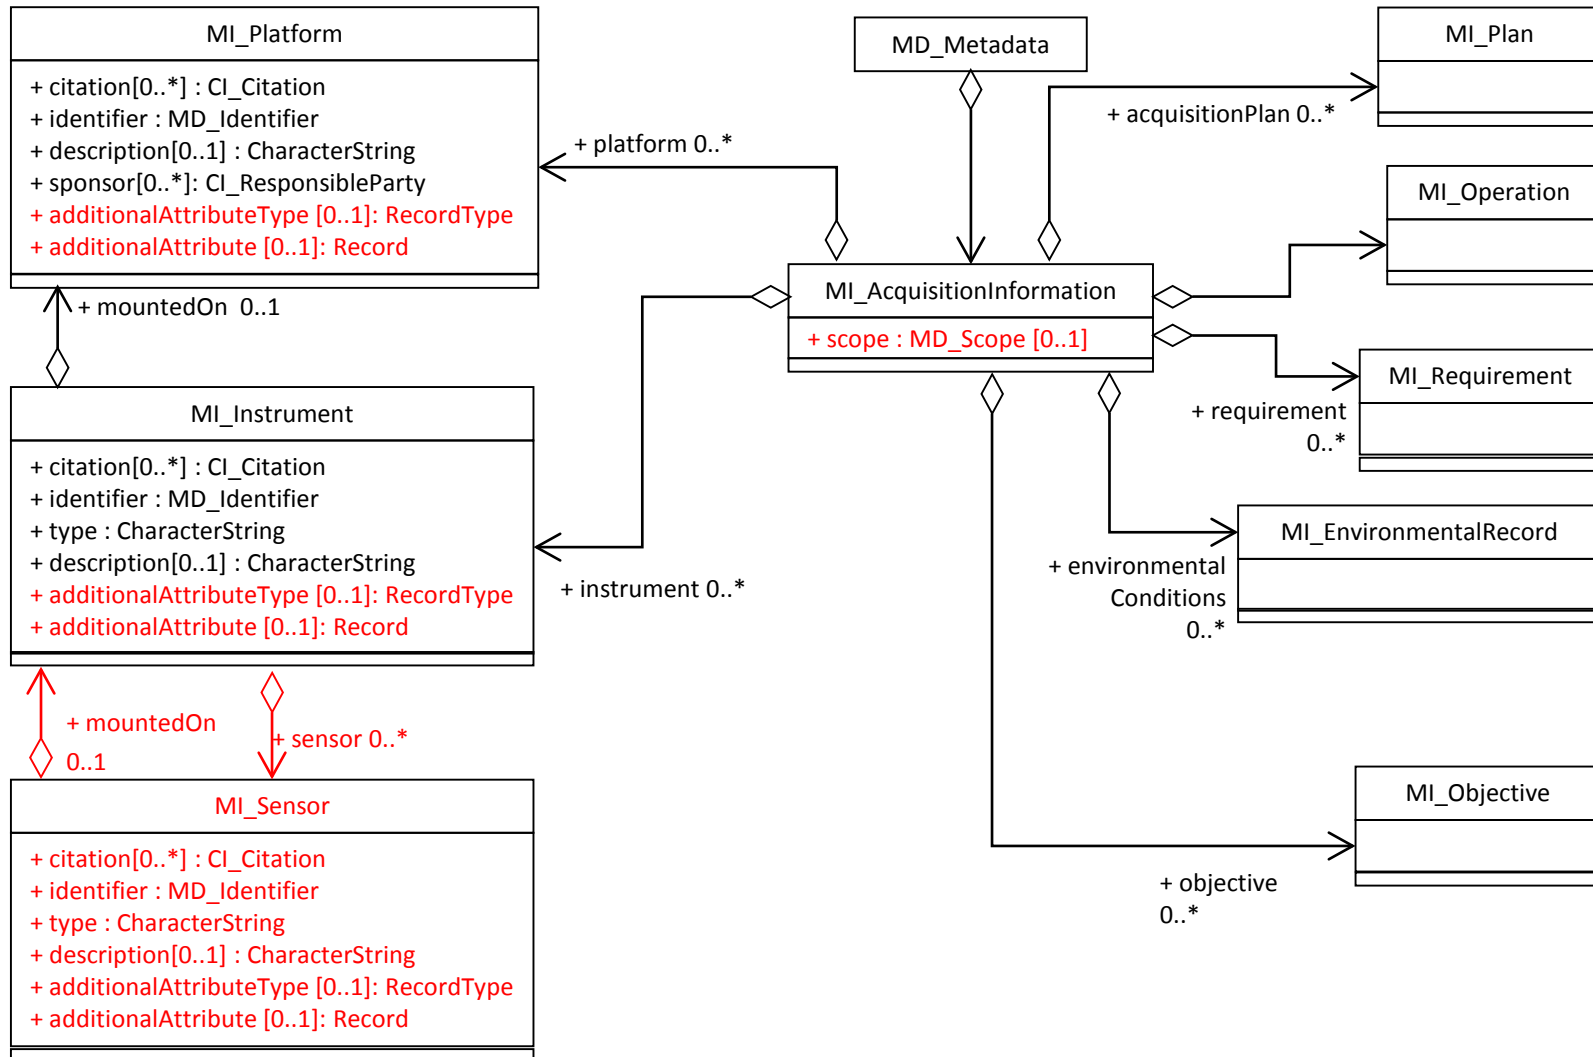 MI_Platform
+ citation[0..*] : CI_Citation
+ identifier : MD_Identifier
+ description[0..1] : CharacterString
+ sponsor[0..*]: CI_ResponsibleParty
+ additionalAttributeType [0..1]: RecordType
+ additionalAttribute [0..1]: Record
+ mountedOn 0..1
MI_Instrument
+ citation[0..*] : CI_Citation
+ identifier : MD_Identifier
+ type : CharacterString
+ description[0..1] : CharacterString
+ additionalAttributeType [0..1]: RecordType
+ additionalAttribute [0..1]: Record
+ mountedOn
0..1
+ sensor 0..*
MI_Sensor
+ citation[0..*] : CI_Citation
+ identifier : MD_Identifier
+ type : CharacterString
+ description[0..1] : CharacterString
+ additionalAttributeType [0..1]: RecordType
+ additionalAttribute [0..1]: Record
MD_Metadata
+ platform 0..*
MI_AcquisitionInformation
+ scope : MD_Scope [0..1]
+ instrument 0..*
+ acquisitionPlan 0..*
MI_Plan
MI_Operation
MI_Requirement
+ requirement
0..*
MI_EnvironmentalRecord
+ environmental
Conditions
0..*
MI_Objective
+ objective
0..*